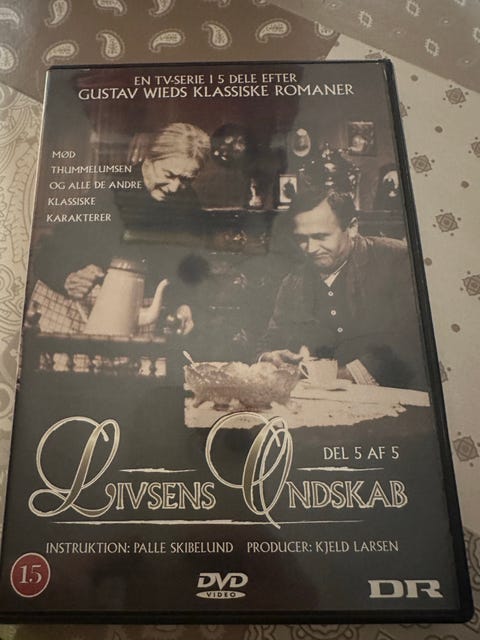 EN TV-SERIE I 5 DELE EFTER
GUSTAV WIEDS KLASSISKE ROMANER
MØD
THUMMELUMSEN
OG ALLE DE ANDRE
KLASSISKE
KARAKTERER
LIVSENS ONDSKAB
DEL 5 AF 5
INSTRUKTION: PALLE SKIBELUND PRODUCER: KJELD LARSEN
15
DVD
VIDEO
DR